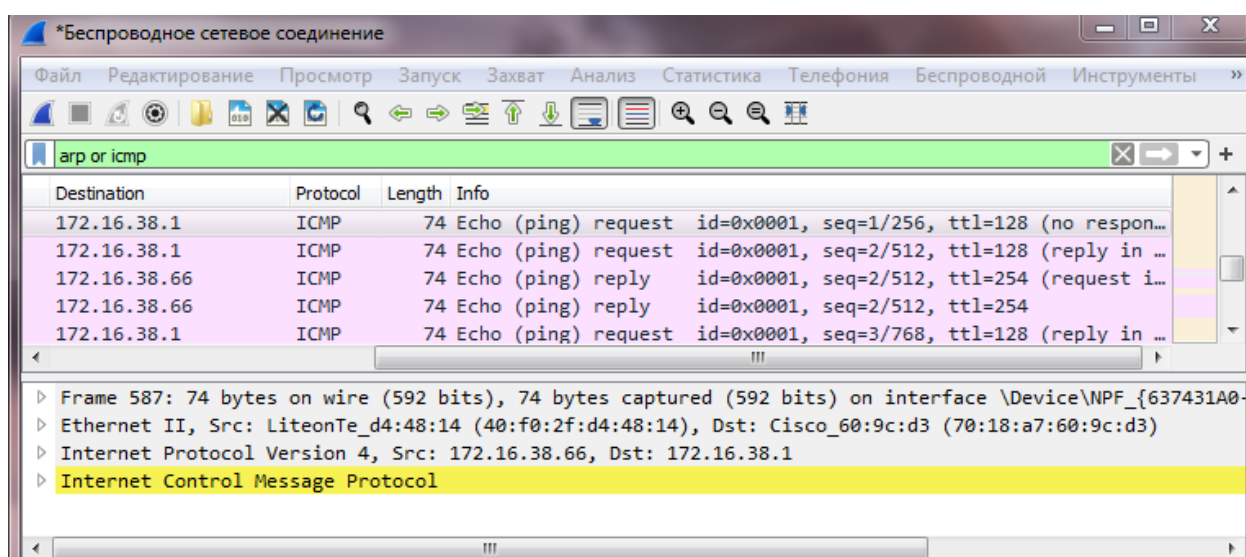 *Беспроводное сетевое соединение
Файл Редактирование Просмотр Запуск Захват Анализ Статистика Телефония Беспроводной Инструменты »
arp or icmp
Destination Protocol Length Info
172.16.38.1 ICMP 74 Echo (ping) request id=0x0001, seq=1/256, ttl=128 (no respon…
172.16.38.1 ICMP 74 Echo (ping) request id=0x0001, seq=2/512, ttl=128 (reply in …
172.16.38.66 ICMP 74 Echo (ping) reply id=0x0001, seq=2/512, ttl=254 (request i…
172.16.38.66 ICMP 74 Echo (ping) reply id=0x0001, seq=2/512, ttl=254
172.16.38.1 ICMP 74 Echo (ping) request id=0x0001, seq=3/768, ttl=128 (reply in …
Frame 587: 74 bytes on wire (592 bits), 74 bytes captured (592 bits) on interface \Device\NPF_{637431A0-
Ethernet II, Src: LiteonTe_d4:48:14 (40:f0:2f:d4:48:14), Dst: Cisco_60:9c:d3 (70:18:a7:60:9c:d3)
Internet Protocol Version 4, Src: 172.16.38.66, Dst: 172.16.38.1
Internet Control Message Protocol